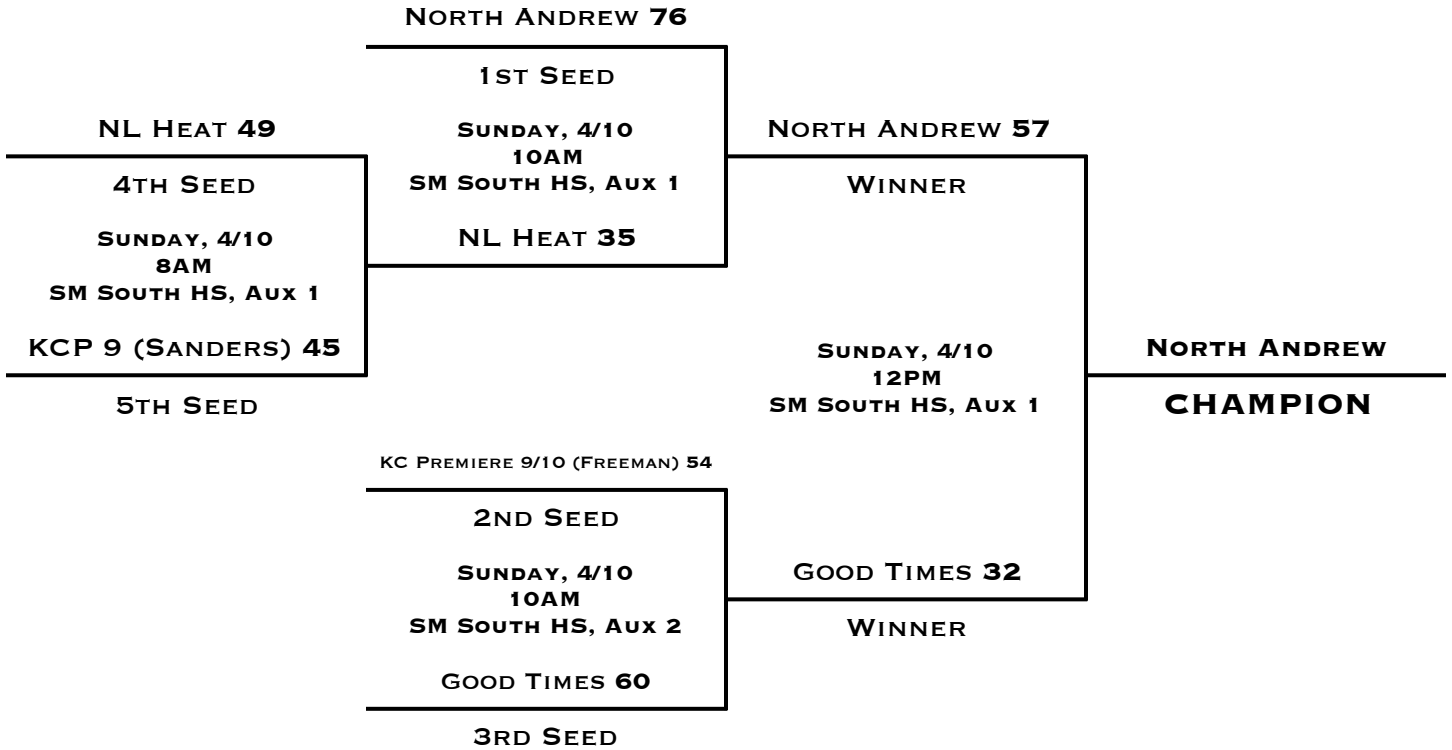 North Andrew 76
1st Seed
Sunday, 4/10
10AM
SM South HS, Aux 1
NL Heat 35
NL Heat 49
4th Seed
Sunday, 4/10
8AM
SM South HS, Aux 1
KCP 9 (Sanders) 45
5th Seed
North Andrew 57
Winner
Sunday, 4/10
12PM
SM South HS, Aux 1
North Andrew
CHAMPION
KC Premiere 9/10 (Freeman) 54
2nd Seed
Sunday, 4/10
10AM
SM South HS, Aux 2
Good Times 60
3rd Seed
Good Times 32
Winner